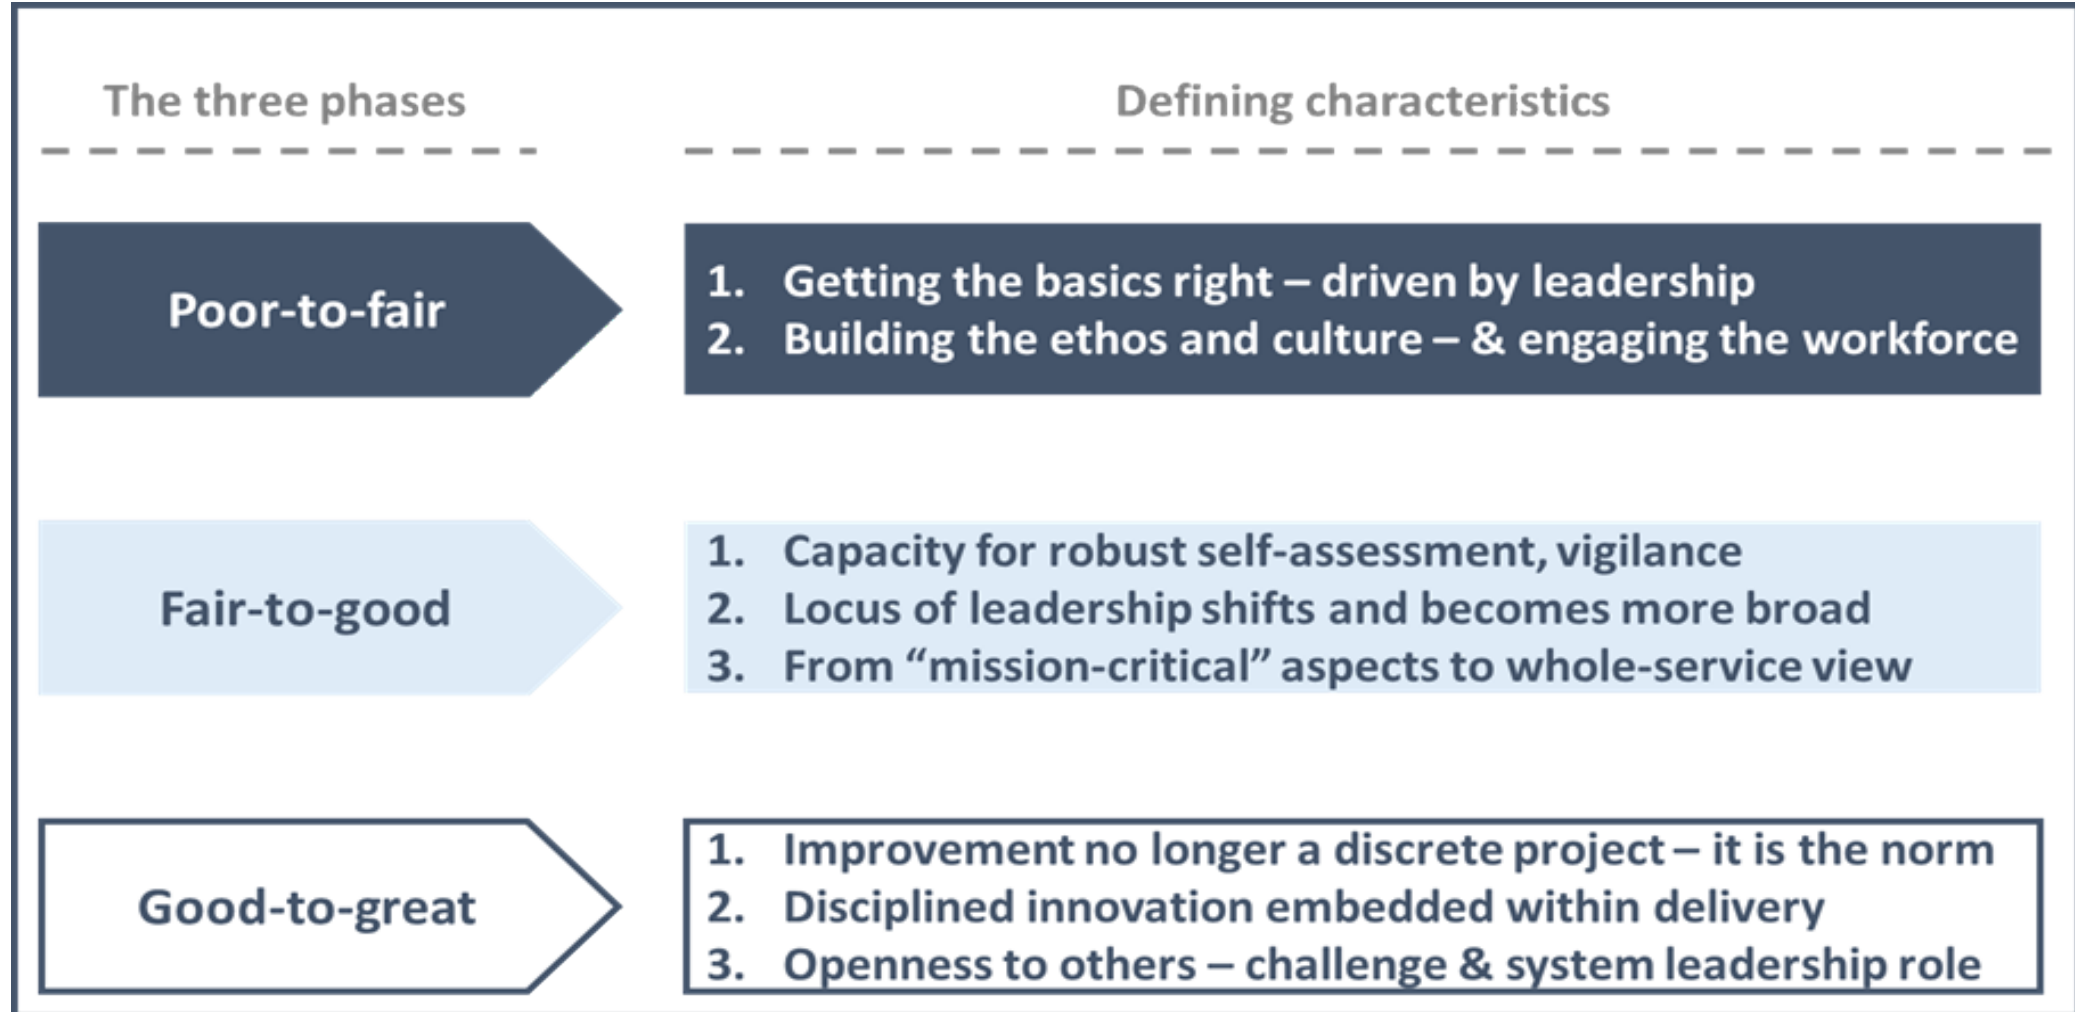 The three phases
Defining characteristics
Poor-to-fair
1. Getting the basics right – driven by leadership
2. Building the ethos and culture – & engaging the workforce
Fair-to-good
1. Capacity for robust self-assessment, vigilance
2. Locus of leadership shifts and becomes more broad
3. From “mission-critical” aspects to whole-service view
Good-to-great
1. Improvement no longer a discrete project – it is the norm
2. Disciplined innovation embedded within delivery
3. Openness to others – challenge & system leadership role